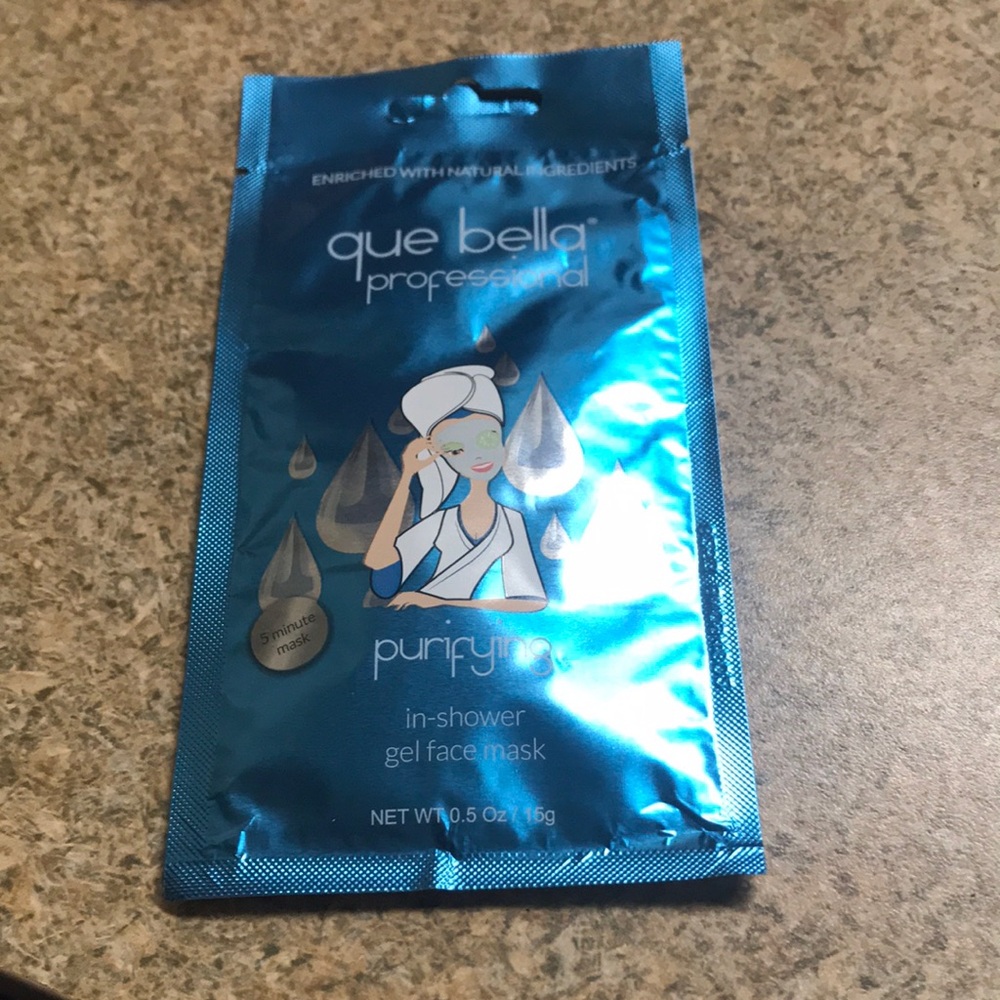 ENRICHED WITH NATURAL INGREDIENTS
que bella™
professional
5 minute
mask
purifying
in-shower
gel face mask
NET WT 0.5 Oz / 15g